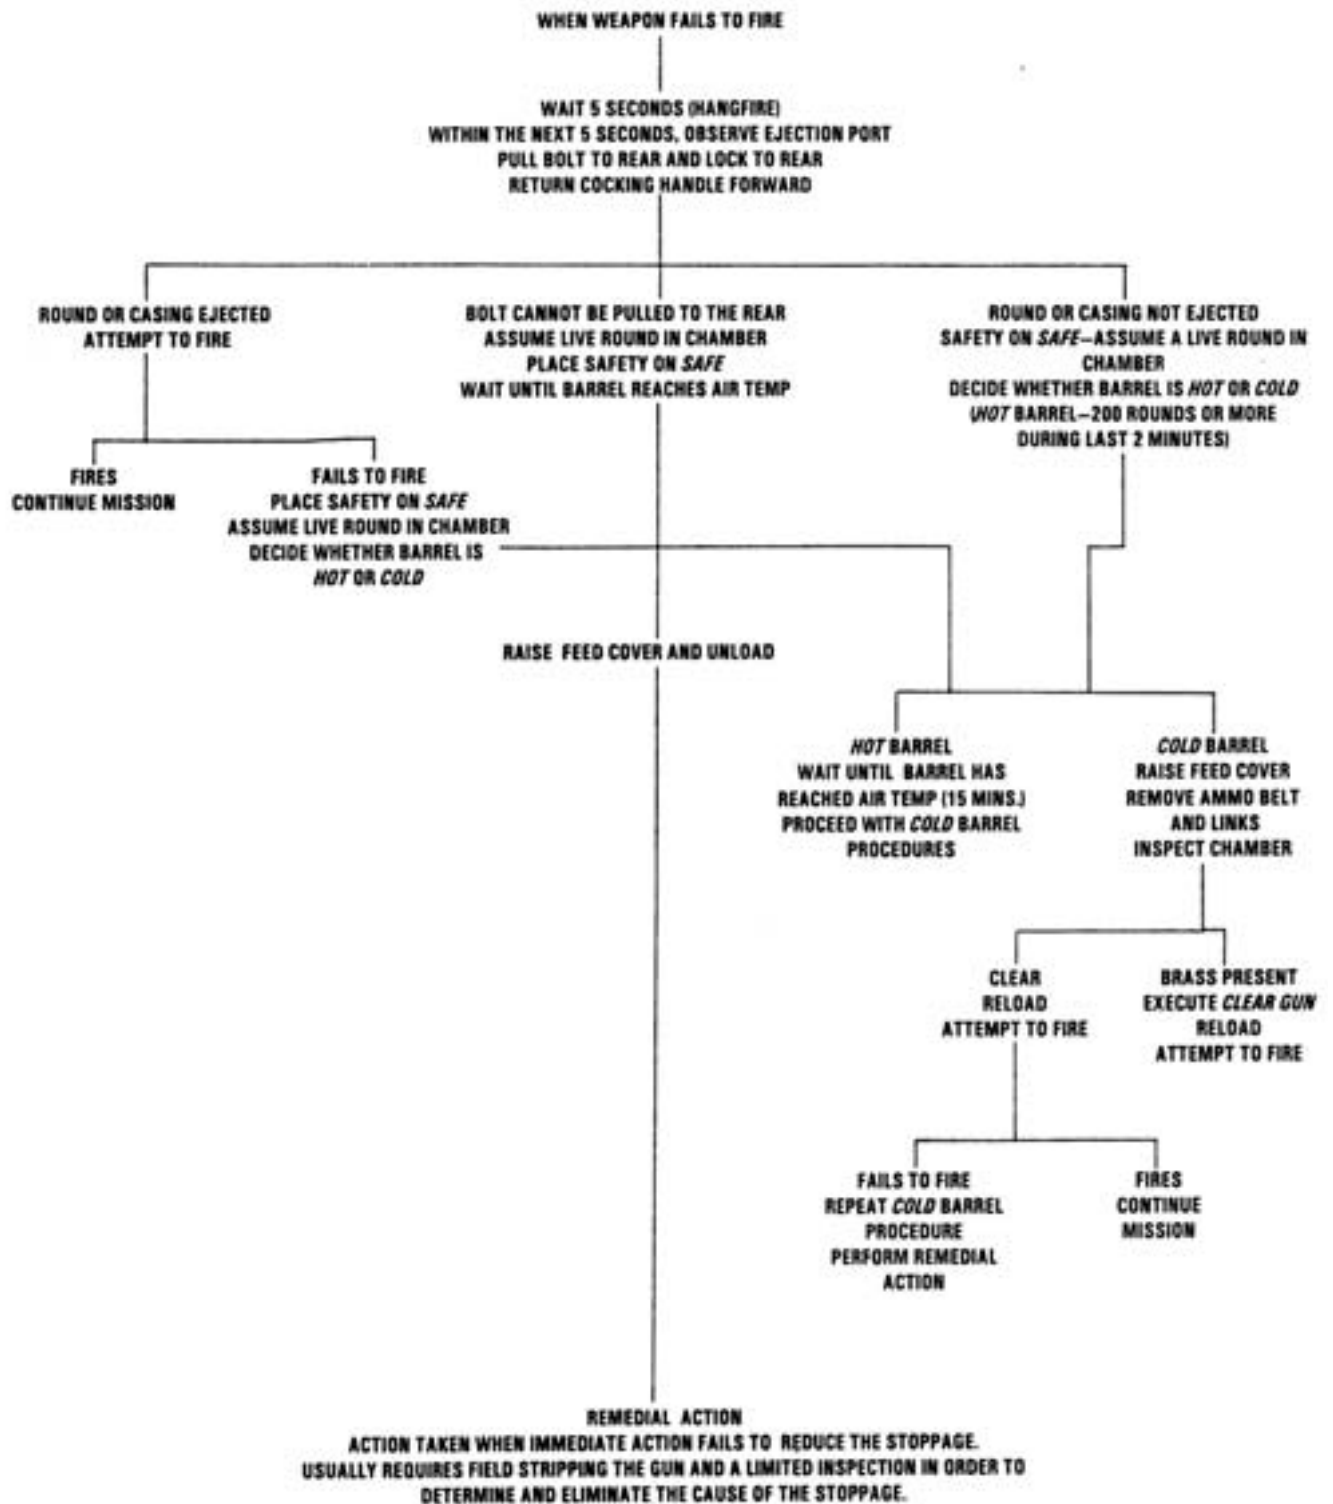 WHEN WEAPON FAILS TO FIRE
WAIT 5 SECONDS (HANGFIRE)
WITHIN THE NEXT 5 SECONDS, OBSERVE EJECTION PORT
PULL BOLT TO REAR AND LOCK TO REAR
RETURN COCKING HANDLE FORWARD
ROUND OR CASING EJECTED
ATTEMPT TO FIRE
BOLT CANNOT BE PULLED TO THE REAR
ASSUME LIVE ROUND IN CHAMBER
PLACE SAFETY ON SAFE
WAIT UNTIL BARREL REACHES AIR TEMP
ROUND OR CASING NOT EJECTED
SAFETY ON SAFE—ASSUME A LIVE ROUND IN
CHAMBER
DECIDE WHETHER BARREL IS HOT OR COLD
(HOT BARREL—200 ROUNDS OR MORE
DURING LAST 2 MINUTES)
FIRES
CONTINUE MISSION
FAILS TO FIRE
PLACE SAFETY ON SAFE
ASSUME LIVE ROUND IN CHAMBER
DECIDE WHETHER BARREL IS
HOT OR COLD
RAISE FEED COVER AND UNLOAD
HOT BARREL
WAIT UNTIL BARREL HAS
REACHED AIR TEMP (15 MINS.)
PROCEED WITH COLD BARREL
PROCEDURES
COLD BARREL
RAISE FEED COVER
REMOVE AMMO BELT
AND LINKS
INSPECT CHAMBER
CLEAR
RELOAD
ATTEMPT TO FIRE
BRASS PRESENT
EXECUTE CLEAR GUN
RELOAD
ATTEMPT TO FIRE
FAILS TO FIRE
REPEAT COLD BARREL
PROCEDURE
PERFORM REMEDIAL
ACTION
FIRES
CONTINUE
MISSION
REMEDIAL ACTION
ACTION TAKEN WHEN IMMEDIATE ACTION FAILS TO REDUCE THE STOPPAGE.
USUALLY REQUIRES FIELD STRIPPING THE GUN AND A LIMITED INSPECTION IN ORDER TO
DETERMINE AND ELIMINATE THE CAUSE OF THE STOPPAGE.